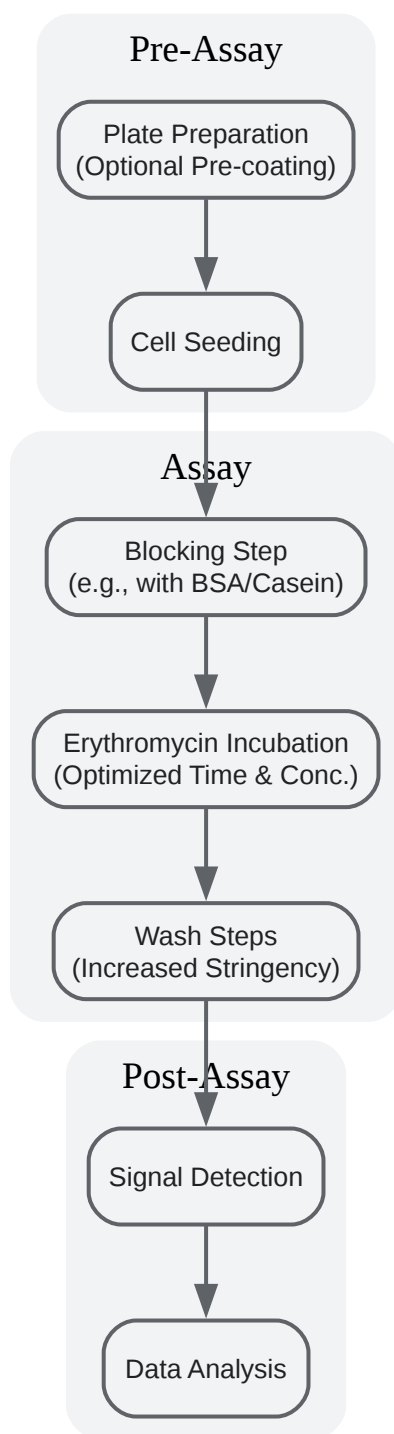 Pre-Assay
Plate Preparation
(Optional Pre-coating)
Cell Seeding
Assay
Blocking Step
(e.g., with BSA/Casein)
Erythromycin Incubation
(Optimized Time & Conc.)
Wash Steps
(Increased Stringency)
Post-Assay
Signal Detection
Data Analysis